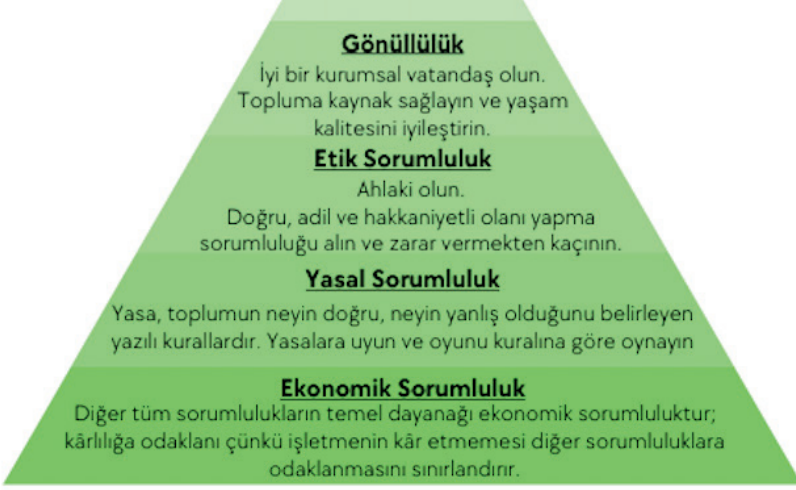 Gönüllülük
İyi bir kurumsal vatandaş olun.
Topluma kaynak sağlayın ve yaşam
kalitesini iyileştirin.
Etik Sorumluluk
Ahlaki olun.
Doğru, adil ve hakkaniyetli olanı yapma
sorumluluğu alın ve zarar vermekten kaçının.
Yasal Sorumluluk
Yasa, toplumun neyin doğru, neyin yanlış olduğunu belirleyen
yazılı kurallardır. Yasalara uyun ve oyunu kuralına göre oynayın
Ekonomik Sorumluluk
Diğer tüm sorumlulukların temel dayanağı ekonomik sorumluluktur;
kârlılığa odaklanı çünkü işletmenin kâr etmemesi diğer sorumluluklara
odaklanmasını sınırlandırır.